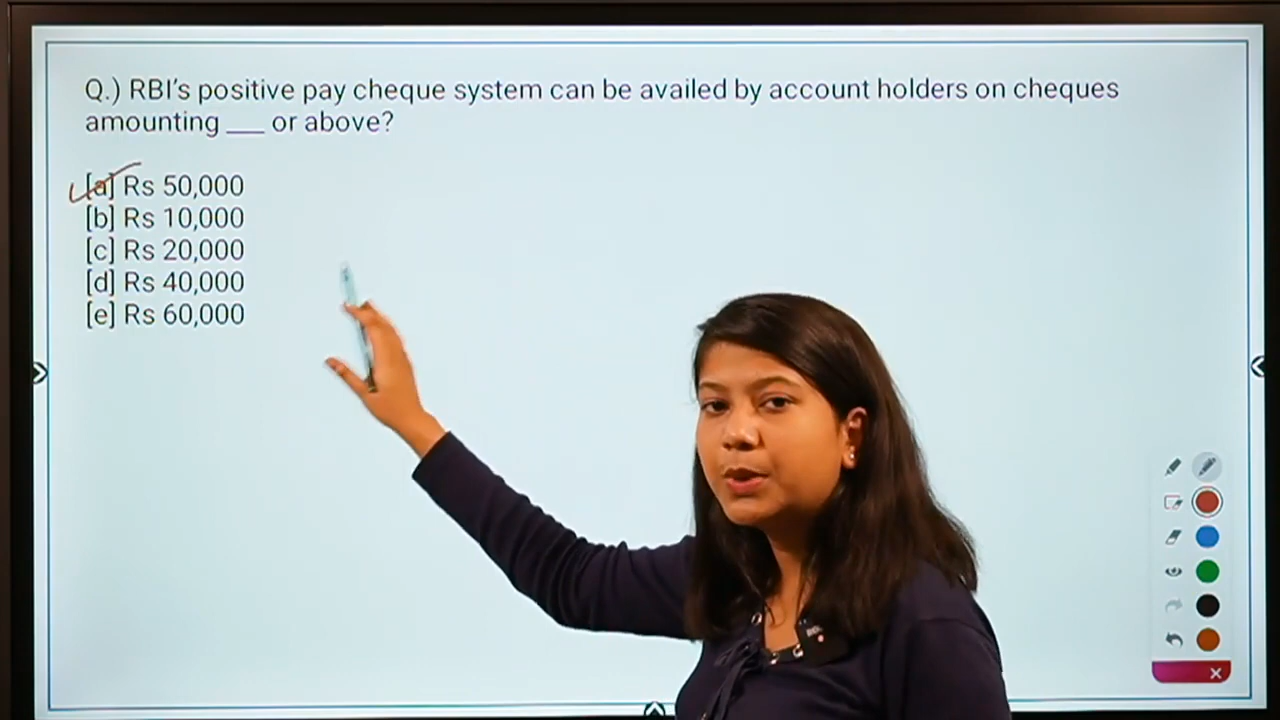 Q.) RBI’s positive pay cheque system can be availed by account holders on cheques
amounting ___ or above?
[a] Rs 50,000
[b] Rs 10,000
[c] Rs 20,000
[d] Rs 40,000
[e] Rs 60,000